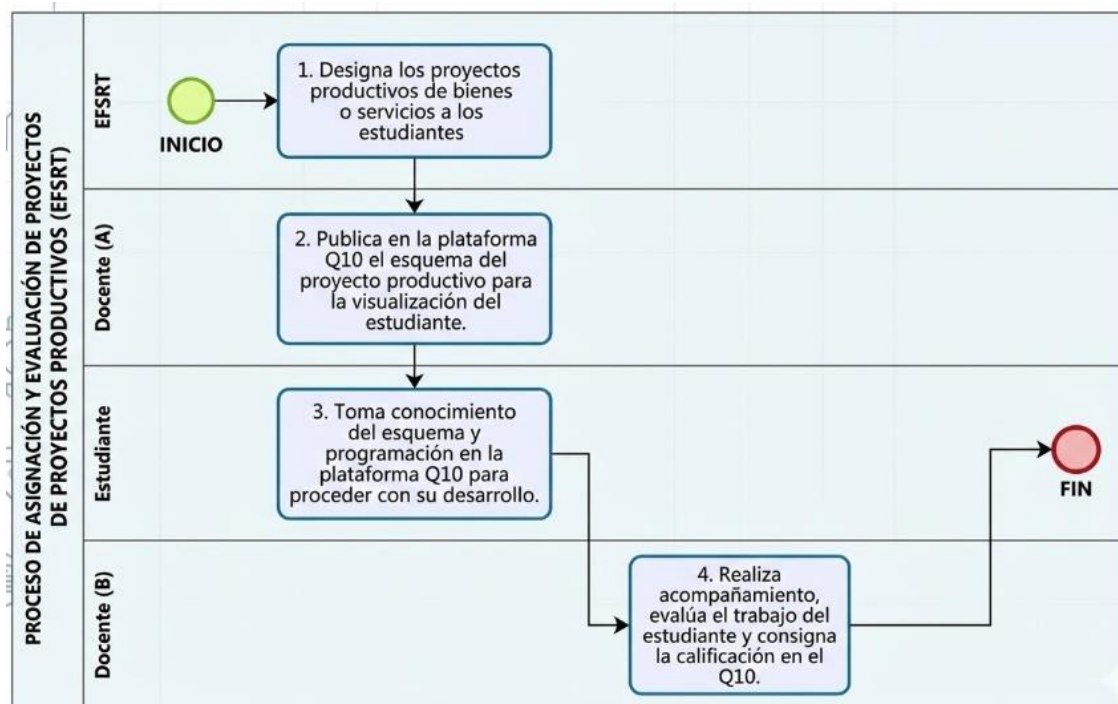 PROCESO DE ASIGNACIÓN Y EVALUACIÓN DE PROYECTOS
DE PROYECTOS PRODUCTIVOS (EFSRT)
EFSRT
INICIO
1. Designa los proyectos
productivos de bienes
o servicios a los
estudiantes
Docente (A)
2. Publica en la plataforma
Q10 el esquema del
proyecto productivo para
la visualización del
estudiante.
Estudiante
3. Toma conocimiento
del esquema y
programación en la
plataforma Q10 para
proceder con su desarrollo.
FIN
Docente (B)
4. Realiza
acompañamiento,
evalúa el trabajo del
estudiante y consigna
la calificación en el
Q10.